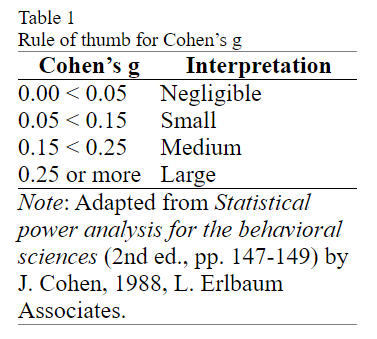 Table 1
Rule of thumb for Cohen’s g
Cohen’s g Interpretation
0.00 < 0.05 Negligible
0.05 < 0.15 Small
0.15 < 0.25 Medium
0.25 or more Large
Note: Adapted from Statistical
power analysis for the behavioral
sciences (2nd ed., pp. 147-149) by
J. Cohen, 1988, L. Erlbaum
Associates.